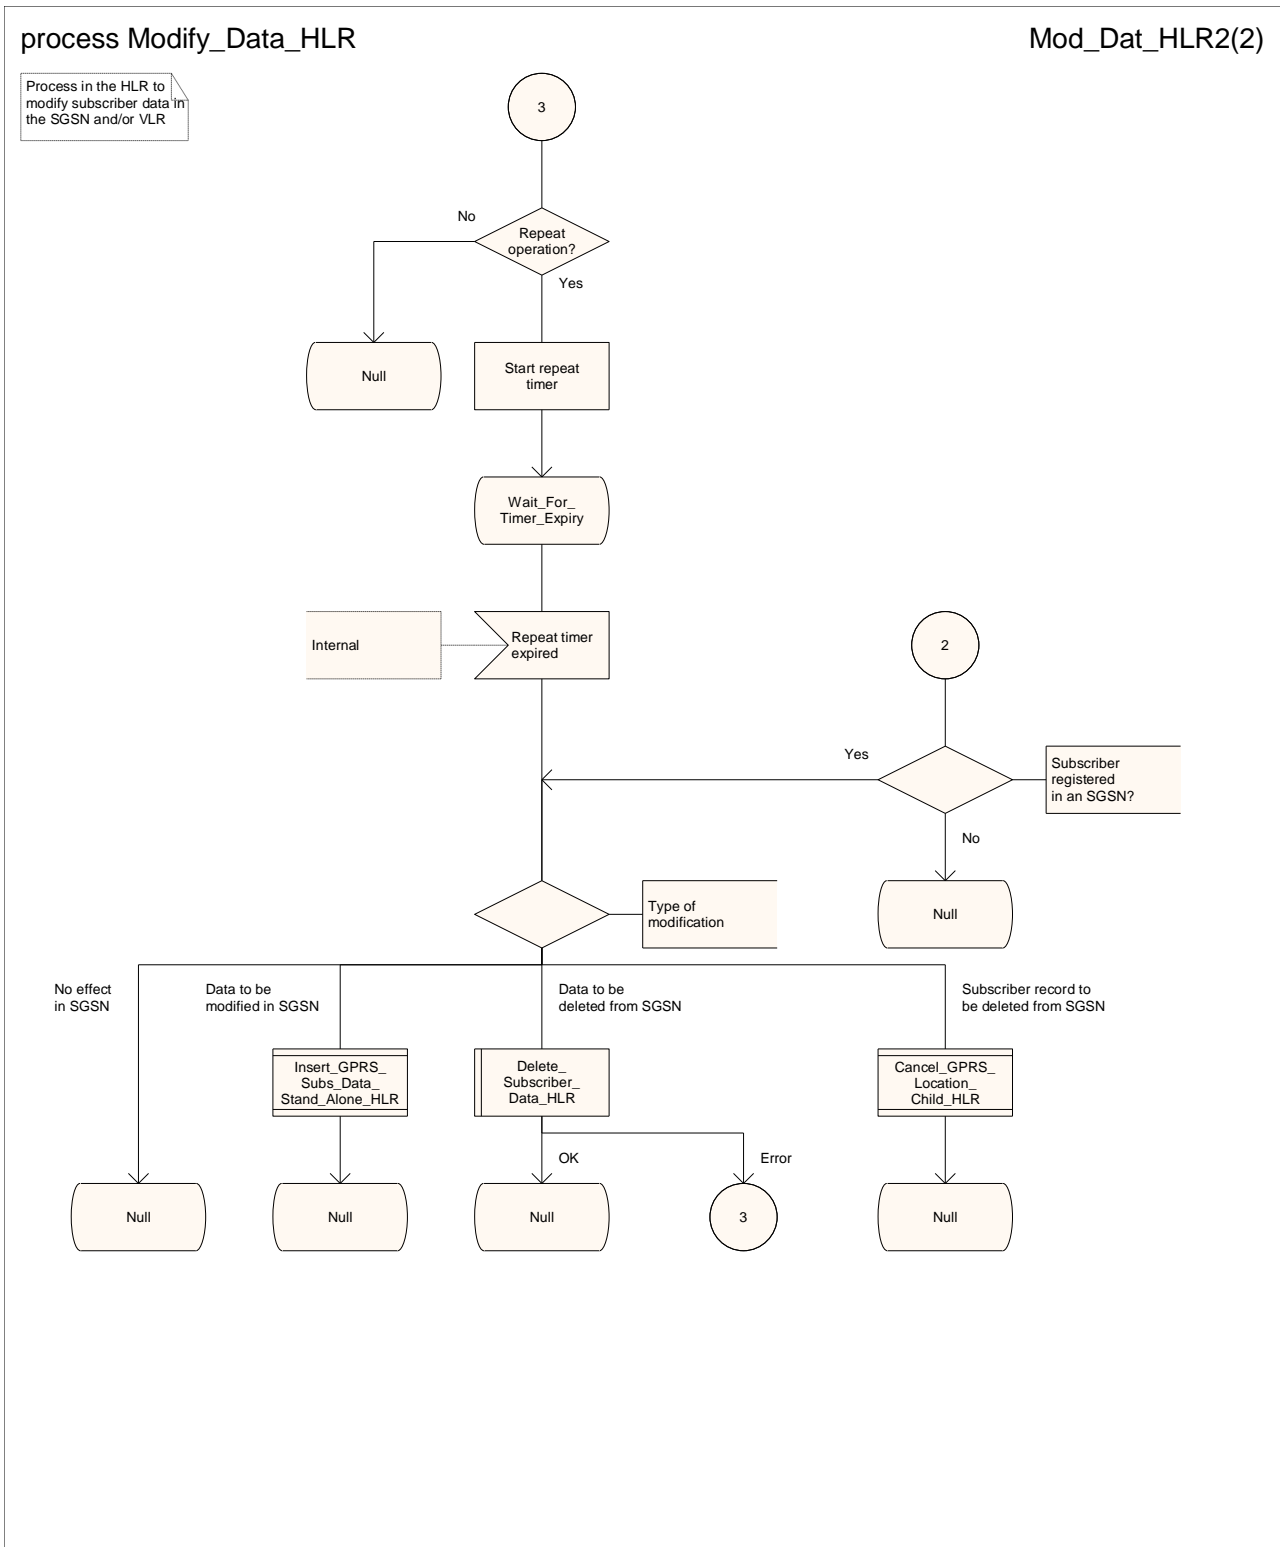 process Modify_Data_HLR
Mod_Dat_HLR2(2)
Process in the HLR to
modify subscriber data in
the SGSN and/or VLR
3
No
Repeat
operation?
Yes
Null
Start repeat
timer
Wait_For_
Timer_Expiry
Internal
Repeat timer
expired
2
Yes
Subscriber
registered
in an SGSN?
No
Type of
modification
Null
No effect
in SGSN
Data to be
modified in SGSN
Data to be
deleted from SGSN
Subscriber record to
be deleted from SGSN
Insert_GPRS_
Subs_Data_
Stand_Alone_HLR
Delete_
Subscriber_
Data_HLR
Cancel_GPRS_
Location_
Child_HLR
OK
Error
Null
Null
Null
3
Null